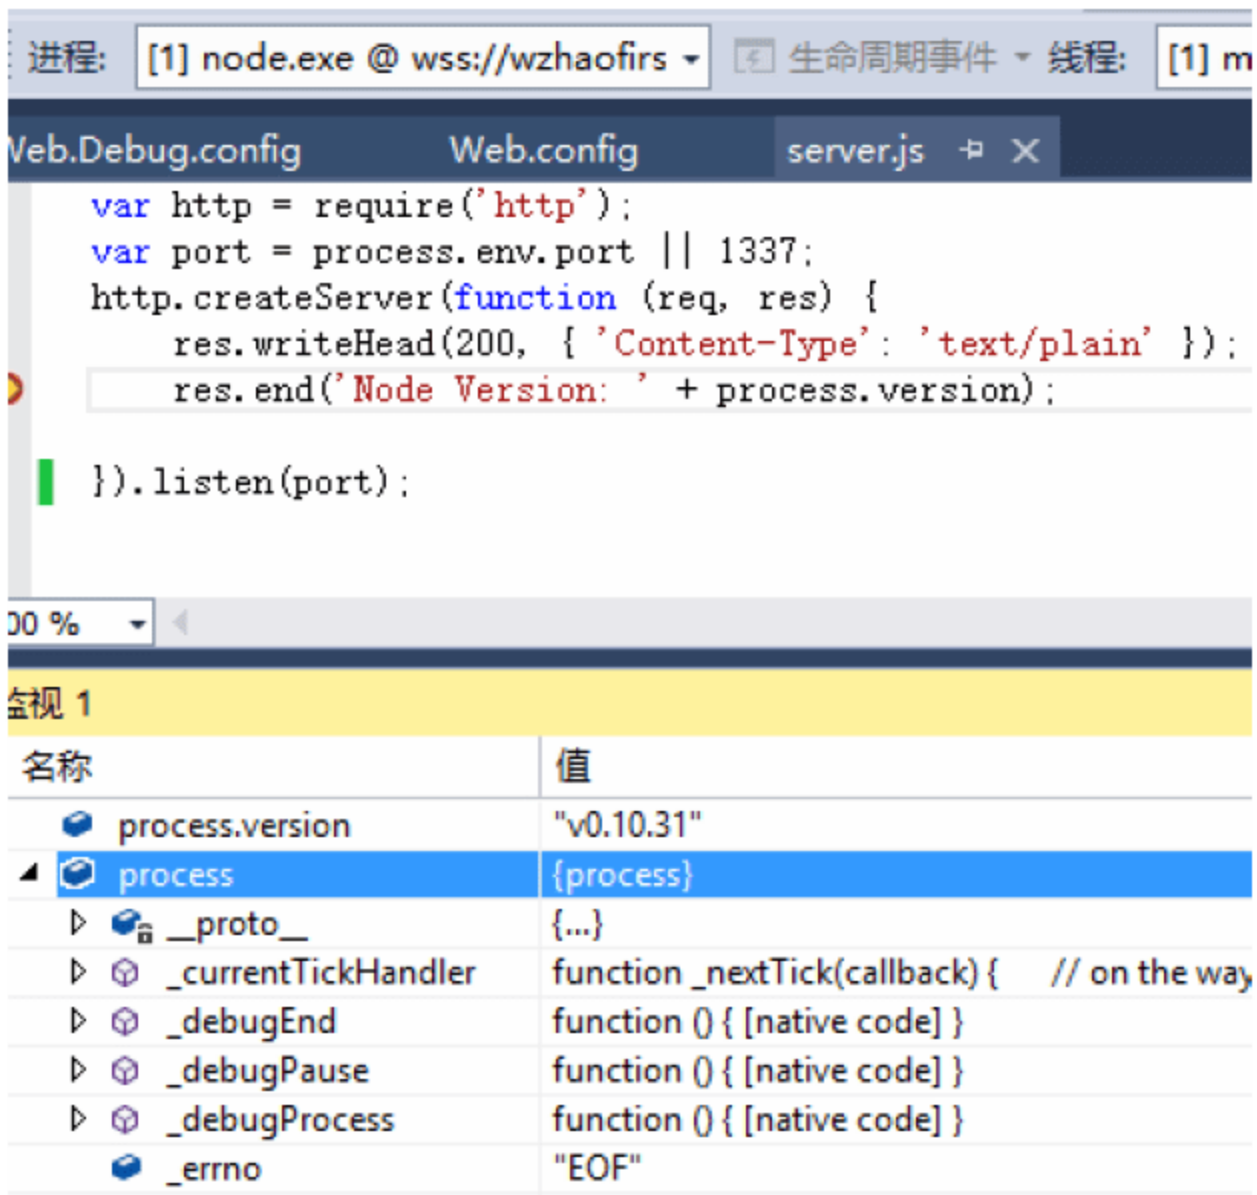 进程: [1] node.exe @ wss://wzhaofirs 生命周期事件 线程: [1] m
Web.Debug.config Web.config server.js
var http = require('http');
var port = process.env.port || 1337;
http.createServer(function (req, res) {
res.writeHead(200, { 'Content-Type': 'text/plain' });
res.end('Node Version: ' + process.version);
}).listen(port);
00 %
监视 1
名称 值
process.version "v0.10.31"
process {process}
__proto__ {...}
_currentTickHandler function _nextTick(callback) { // on the way
_debugEnd function () { [native code] }
_debugPause function () { [native code] }
_debugProcess function () { [native code] }
_errno "EOF"